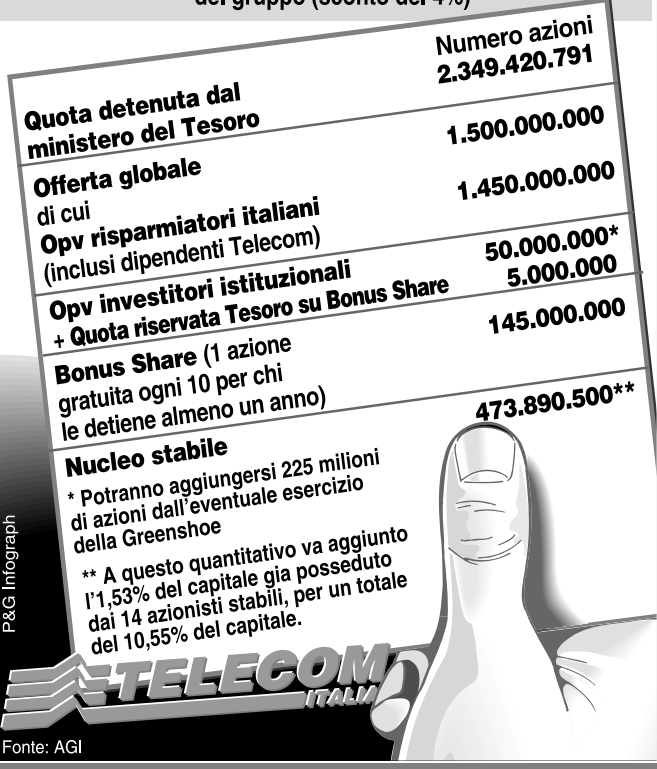 del gruppo (sconto del 4%)
Numero azioni
Quota detenuta dal 2.349.420.791
ministero del Tesoro
Offerta globale 1.500.000.000
di cui
Opv risparmiatori italiani 1.450.000.000
(inclusi dipendenti Telecom)
Opv investitori istituzionali 50.000.000*
+ Quota riservata Tesoro su Bonus Share 5.000.000
Bonus Share (1 azione 145.000.000
gratuita ogni 10 per chi
le detiene almeno un anno)
Nucleo stabile 473.890.500**
* Potranno aggiungersi 225 milioni
di azioni dall'eventuale esercizio
della Greenshoe
** A questo quantitativo va aggiunto
l'1,53% del capitale gia posseduto
dai 14 azionisti stabili, per un totale
del 10,55% del capitale.
TELECOM
ITALIA
P&G Infograph
Fonte: AGI